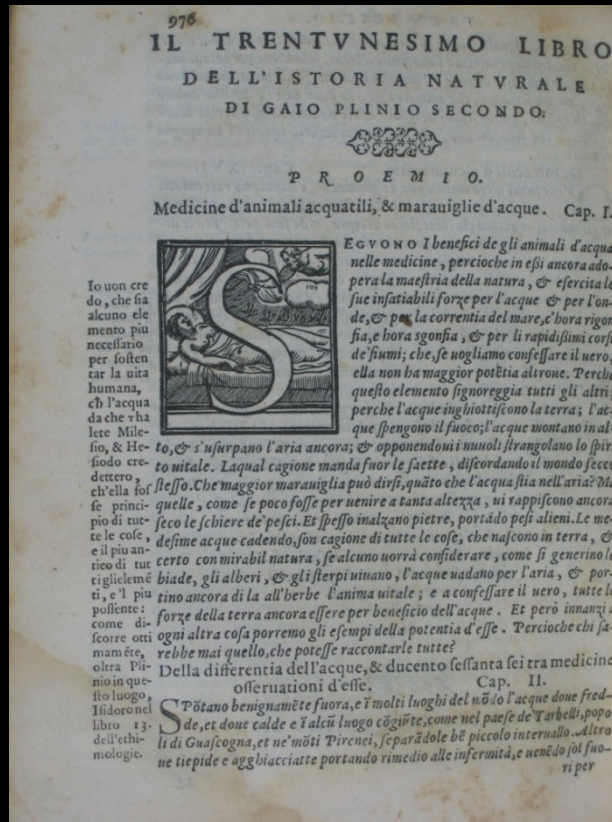 976
IL TRENTVNESIMO LIBRO
DELL'ISTORIA NATVRALE
DI GAIO PLINIO SECONDO.
PROEMIO.
Medicine d'animali acquatili, & marauiglie d'acque. Cap. I.
SEGVONO I benefici de gli animali d'acqua
nelle medicine, percioche in eßi ancora ado-
pera la maestria della natura, & esercita le
sue insatiabili forze per l'acque & per l'on-
de, & per la correntia del mare, c'hora rigon
fia, e hora sgonfia, & per li rapidißimi corsi
de'fiumi; che, se uogliamo confessare il uero,
ella non ha maggior potētia altroue. Perche
questo elemento signoreggia tutti gli altri;
perche l'acque inghiottiscono la terra; l'ac
que spengono il fuoco; l'acque montano in al-
to, & s'usurpano l'aria ancora; & opponendoui i nuuoli strangolano lo spiri
to uitale. Laqual cagione manda fuor le saette, discordando il mondo secco
stesso. Che maggior marauiglia può dirsi, quāto che l'acque stia nell'aria? Ma
quelle, come se poco fosse per uenire a tanta altezza, ui rappiscono ancora
seco le schiere de'pesci. Et spesso inalzano pietre, portādo pesi alieni. Le me-
desime acque cadendo, son cagione di tutte le cose, che nascono in terra, &
certo con mirabil natura, se alcuno uorrà considerare, come si generino le
biade, gli alberi, & gli sterpi uiuano, l'acque uadano per l'aria, & por-
tino ancora di la all'herbe l'anima uitale; e a confessare il uero, tutte le
forze della terra ancora essere per beneficio dell'acque. Et però innanzi a
ogni altra cosa porremo gli esempi della potentia d'esse. Percioche chi sa-
rebbe mai quello, che potesse raccontarle tutte?
Io uon cre
do, che sia
alcuno ele
mento piu
necessario
per sosten
tar la uita
humana,
ch̄ l'acqua
da che Tha
lete Mile-
sio, & He-
siodo cre-
dettero,
ch'ella fos
se princi-
pio di tut-
te le cose,
e il piu an-
tico di tut
ti gli elemē
ti, e 'l piu
possente:
come di-
scorre otti
mamēte,
oltra Pli-
nio in que-
sto luogo,
Isidoro nel
libro 13.
dell'ethi-
mologie.
Della differentia dell'acque, & ducento sessanta sei tra medicine
osseruationi d'esse. Cap. II.
SPōtano benignamēte fuora, e ī molti luoghi del mōdo l'acque doue fred-
de, et doue calde e ī alcū luogo cōgiūte, come nel paese de'Tarbelli, popo
li di Guascogna, et ne'mōti Pirenei, separādole bē piccolo interuallo. Altro
ue tiepide e agghiacciatte portando rimedio alle infermità, e uenēdo sol fuo-
ri per